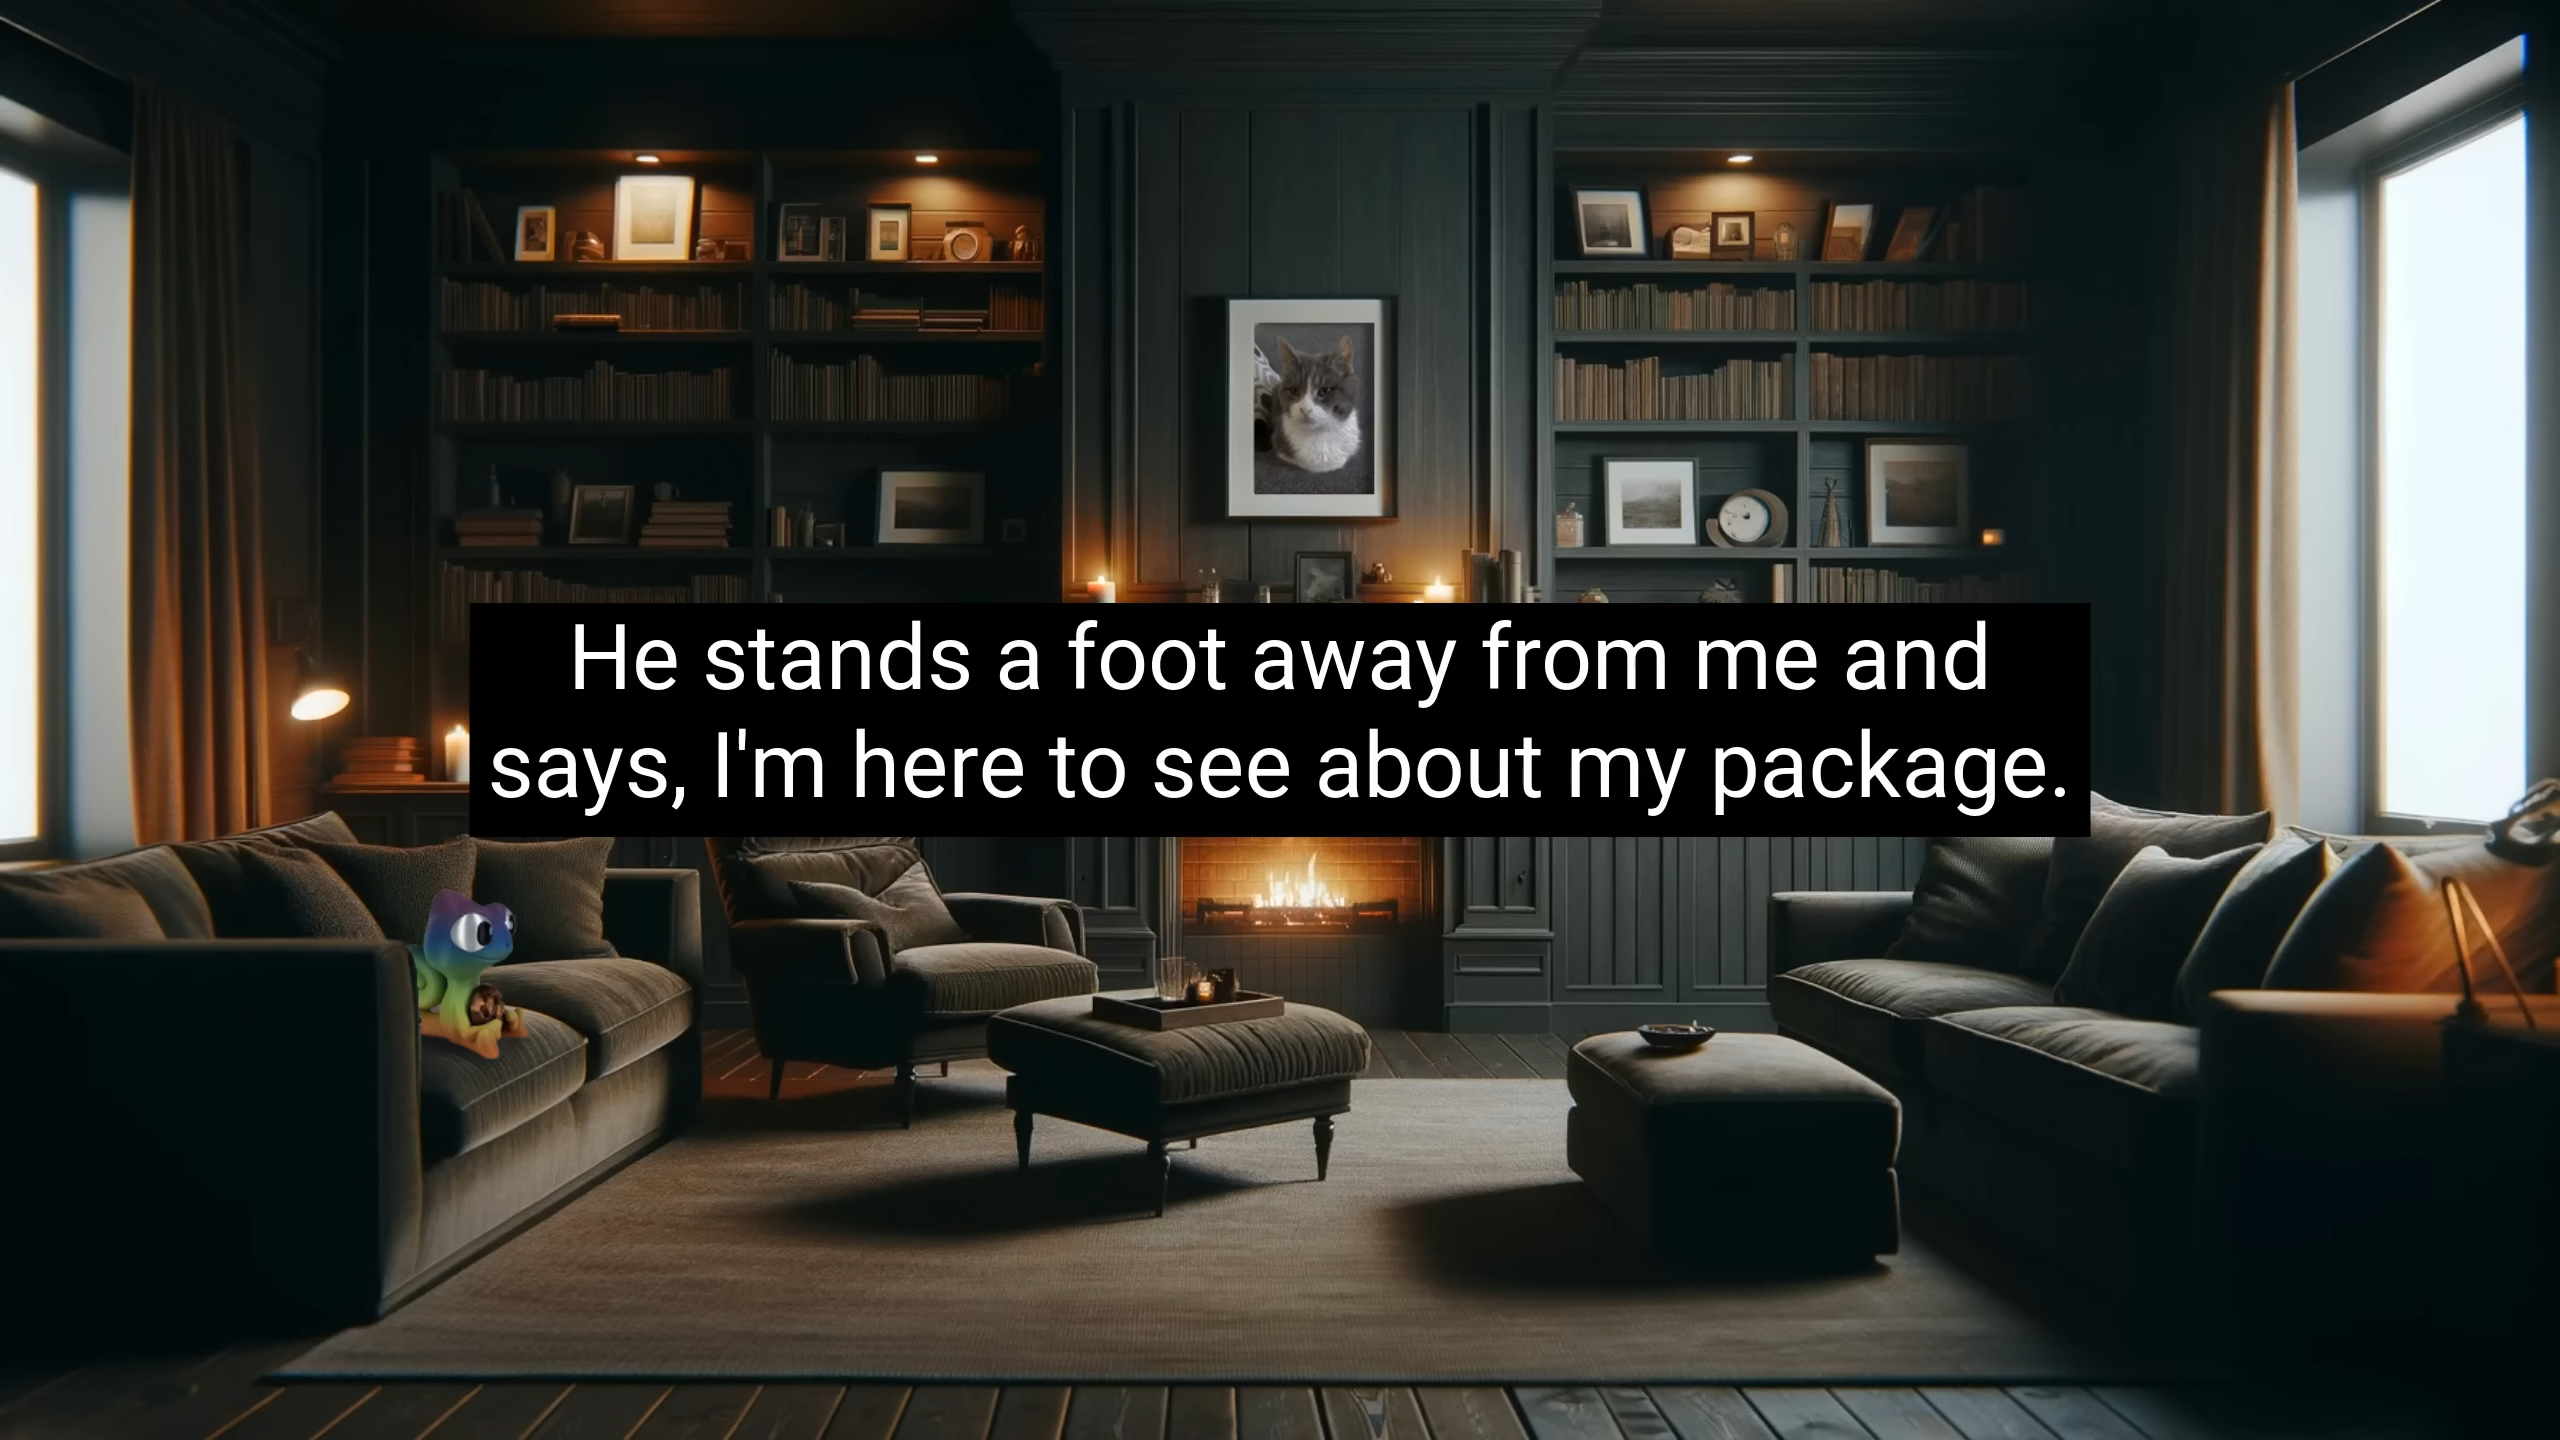 He stands a foot away from me and
says, I'm here to see about my package.